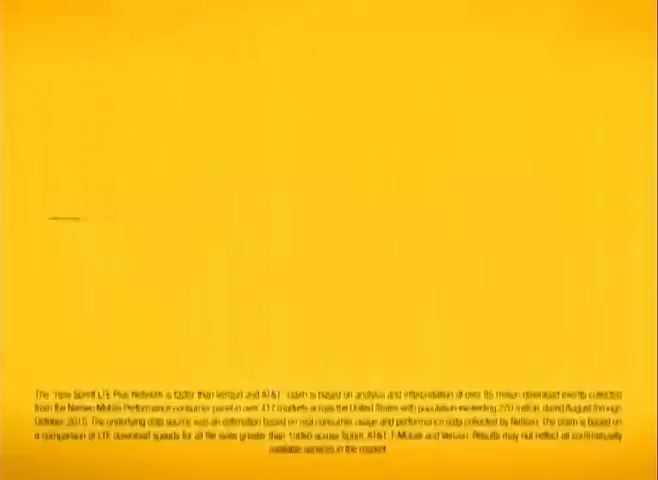 The "new Sprint LTE Plus Network is faster than Verizon and AT&T" claim is based on analysis and interpretation of over 85 million download events collected
from the Nielsen Mobile Performance consumer panel in over 417 markets across the United States with population exceeding 270 million, dated August through
October 2015. The underlying data source was an estimation based on real consumer usage and performance data collected by Nielsen. The claim is based on
a comparison of LTE download speeds for all file sizes greater than across Sprint, AT&T, T-Mobile and Verizon. Results may not reflect all commercially
available services in the market.